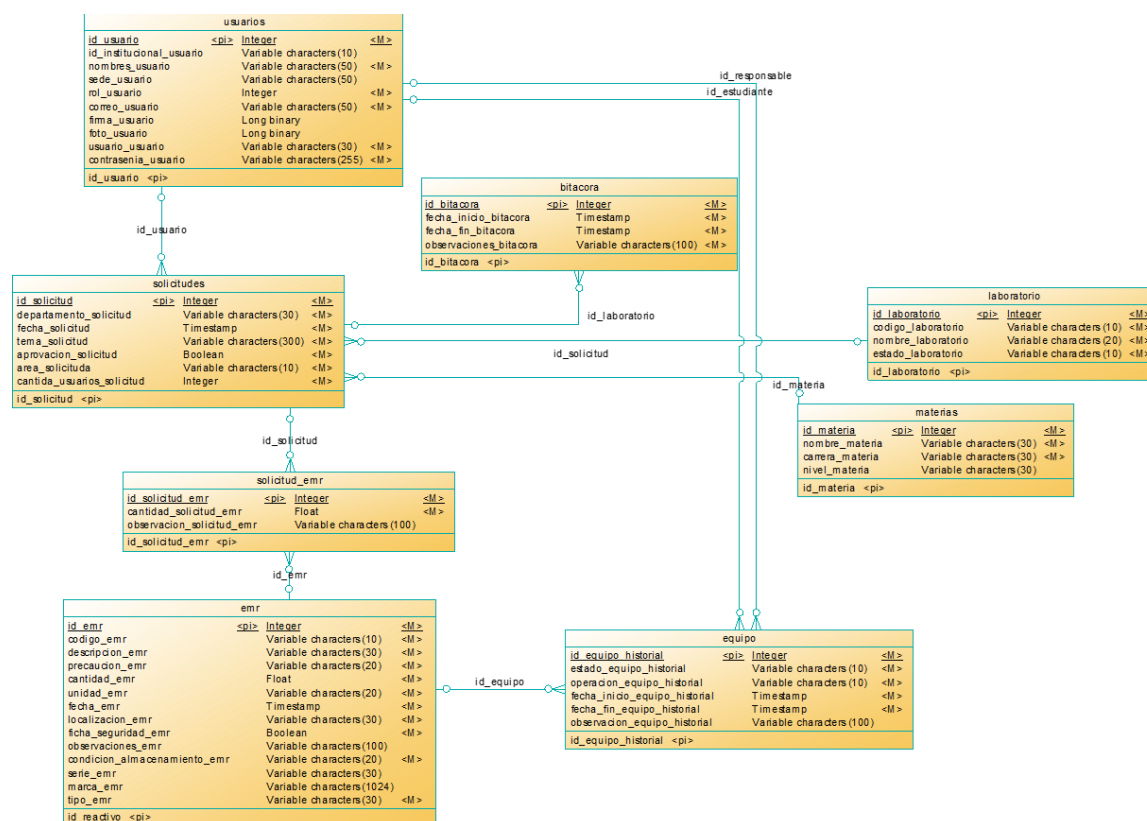 usuarios
id_usuario <pi> Integer <M>
id_institucional_usuario Variable characters (10)
nombres_usuario Variable characters (50) <M>
sede_usuario Variable characters (50)
rol_usuario Integer <M>
correo_usuario Variable characters (50) <M>
firma_usuario Long binary
foto_usuario Long binary
usuario_usuario Variable characters (30) <M>
contrasenia_usuario Variable characters (255) <M>
id_usuario <pi>
id_responsable
id_estudiante
id_usuario
bitacora
id_bitacora <pi> Integer <M>
fecha_inicio_bitacora Timestamp <M>
fecha_fin_bitacora Timestamp <M>
observaciones_bitacora Variable characters (100) <M>
id_bitacora <pi>
solicitudes
id_solicitud <pi> Integer <M>
departamento_solicitud Variable characters (30) <M>
fecha_solicitud Timestamp <M>
tema_solicitud Variable characters (300) <M>
aprovacion_solicitud Boolean <M>
area_solicituda Variable characters (10) <M>
cantida_usuarios_solicitud Integer <M>
id_solicitud <pi>
id_laboratorio
id_solicitud
id_materia
laboratorio
id_laboratorio <pi> Integer <M>
codigo_laboratorio Variable characters (10) <M>
nombre_laboratorio Variable characters (20) <M>
estado_laboratorio Variable characters (10) <M>
id_laboratorio <pi>
materias
id_materia <pi> Integer <M>
nombre_materia Variable characters (30) <M>
carrera_materia Variable characters (30) <M>
nivel_materia Variable characters (30)
id_materia <pi>
id_solicitud
solicitud_emr
id_solicitud_emr <pi> Integer <M>
cantidad_solicitud_emr Float <M>
observacion_solicitud_emr Variable characters (100)
id_solicitud_emr <pi>
id_emr
emr
id_emr <pi> Integer <M>
codigo_emr Variable characters (10) <M>
descripcion_emr Variable characters (30) <M>
precaucion_emr Variable characters (20) <M>
cantidad_emr Float <M>
unidad_emr Variable characters (20) <M>
fecha_emr Timestamp <M>
localizacion_emr Variable characters (30) <M>
ficha_seguridad_emr Boolean <M>
observaciones_emr Variable characters (100)
condicion_almacenamiento_emr Variable characters (20) <M>
serie_emr Variable characters (30)
marca_emr Variable characters (1024)
tipo_emr Variable characters (30) <M>
id_reactivo <pi>
id_equipo
equipo
id_equipo_historial <pi> Integer <M>
estado_equipo_historial Variable characters (10) <M>
operacion_equipo_historial Variable characters (10) <M>
fecha_inicio_equipo_historial Timestamp <M>
fecha_fin_equipo_historial Timestamp <M>
observacion_equipo_historial Variable characters (100)
id_equipo_historial <pi>